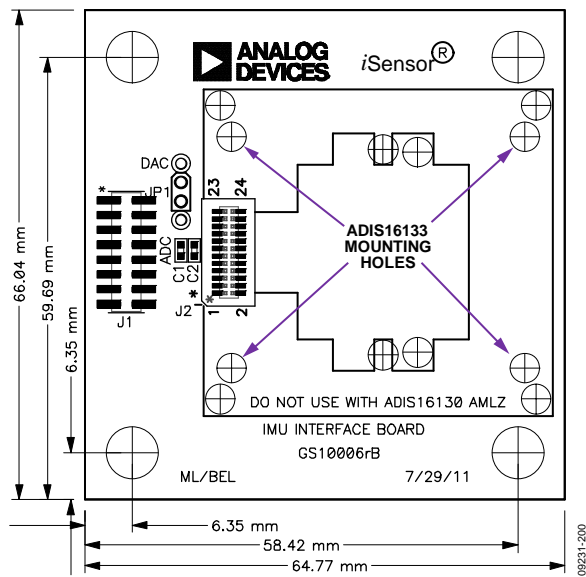 ANALOG
DEVICES
iSensor®
DAC
*
JP1
23
24
ADC
C1
C2
*
*
J2
1
2
J1
ADIS16133
MOUNTING
HOLES
DO NOT USE WITH ADIS16130 AMLZ
IMU INTERFACE BOARD
GS10006rB
ML/BEL
7/29/11
66.04 mm
59.69 mm
6.35 mm
6.35 mm
58.42 mm
64.77 mm
09231-200